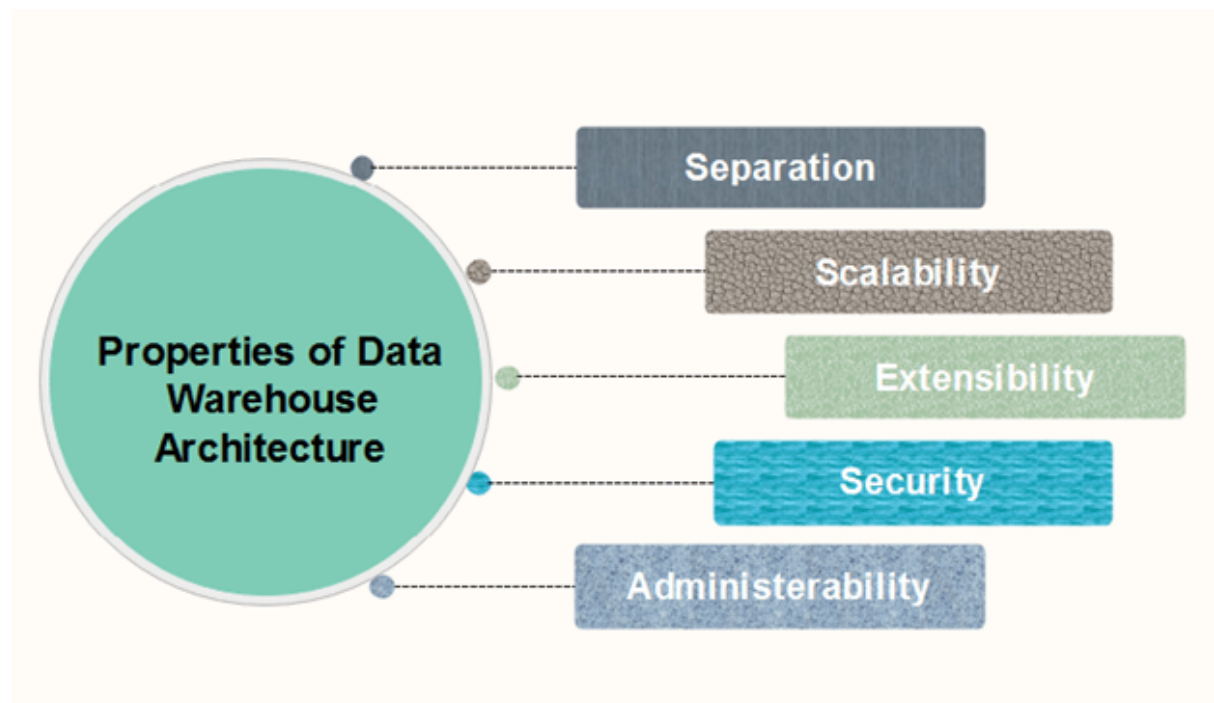 Properties of Data
Warehouse
Architecture
Separation
Scalability
Extensibility
Security
Administerability